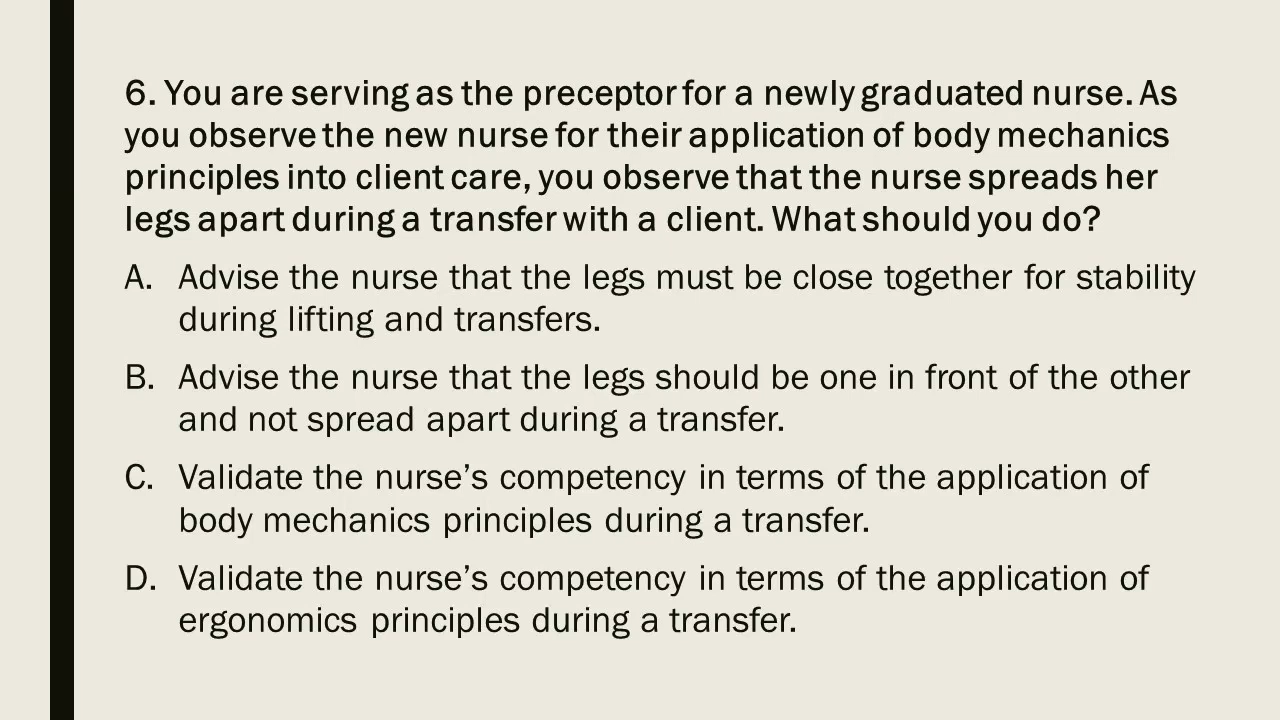 6. You are serving as the preceptor for a newly graduated nurse. As
you observe the new nurse for their application of body mechanics
principles into client care, you observe that the nurse spreads her
legs apart during a transfer with a client. What should you do?
A. Advise the nurse that the legs must be close together for stability
during lifting and transfers.
B. Advise the nurse that the legs should be one in front of the other
and not spread apart during a transfer.
C. Validate the nurse’s competency in terms of the application of
body mechanics principles during a transfer.
D. Validate the nurse’s competency in terms of the application of
ergonomics principles during a transfer.